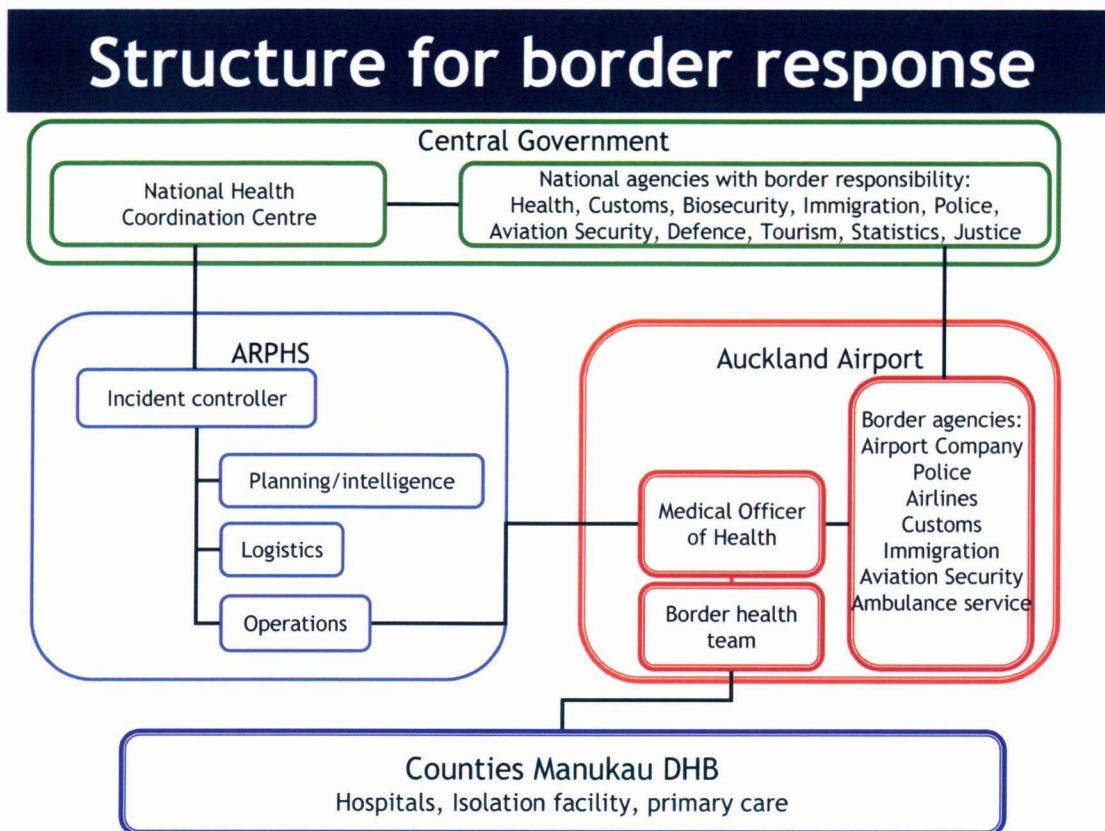 Structure for border response
Central Government
National Health
Coordination Centre
National agencies with border responsibility:
Health, Customs, Biosecurity, Immigration, Police,
Aviation Security, Defence, Tourism, Statistics, Justice
ARPHS
Incident controller
Planning/intelligence
Logistics
Operations
Auckland Airport
Medical Officer
of Health
Border health
team
Border agencies:
Airport Company
Police
Airlines
Customs
Immigration
Aviation Security
Ambulance service
Counties Manukau DHB
Hospitals, Isolation facility, primary care